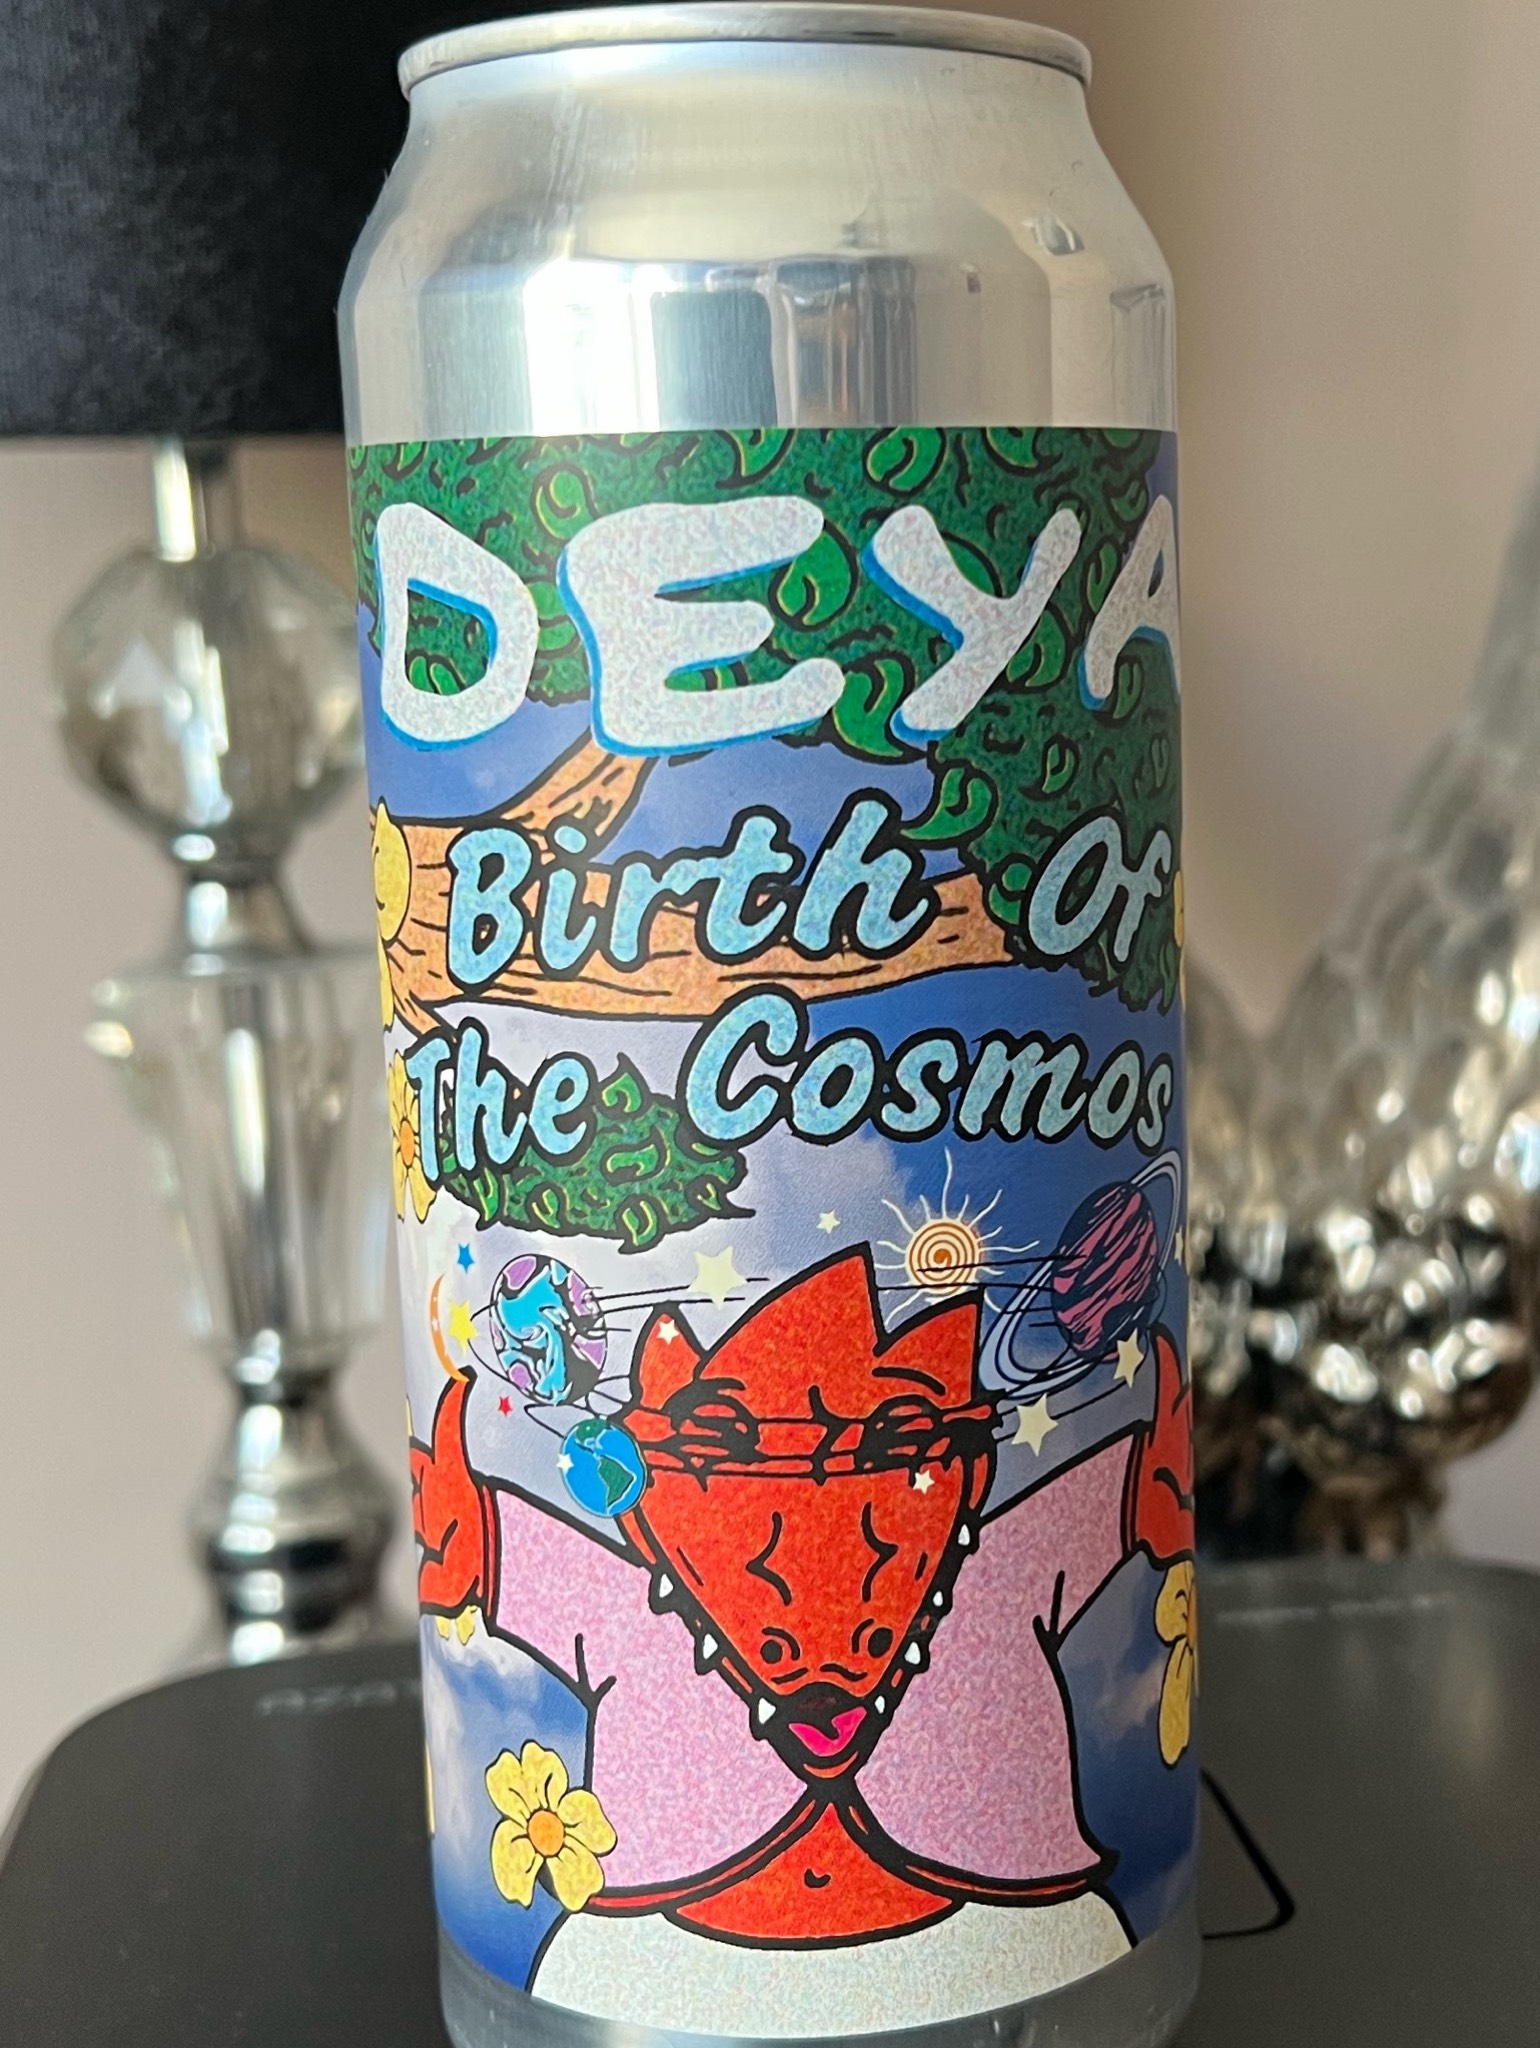 DEYA
Birth Of
The Cosmos